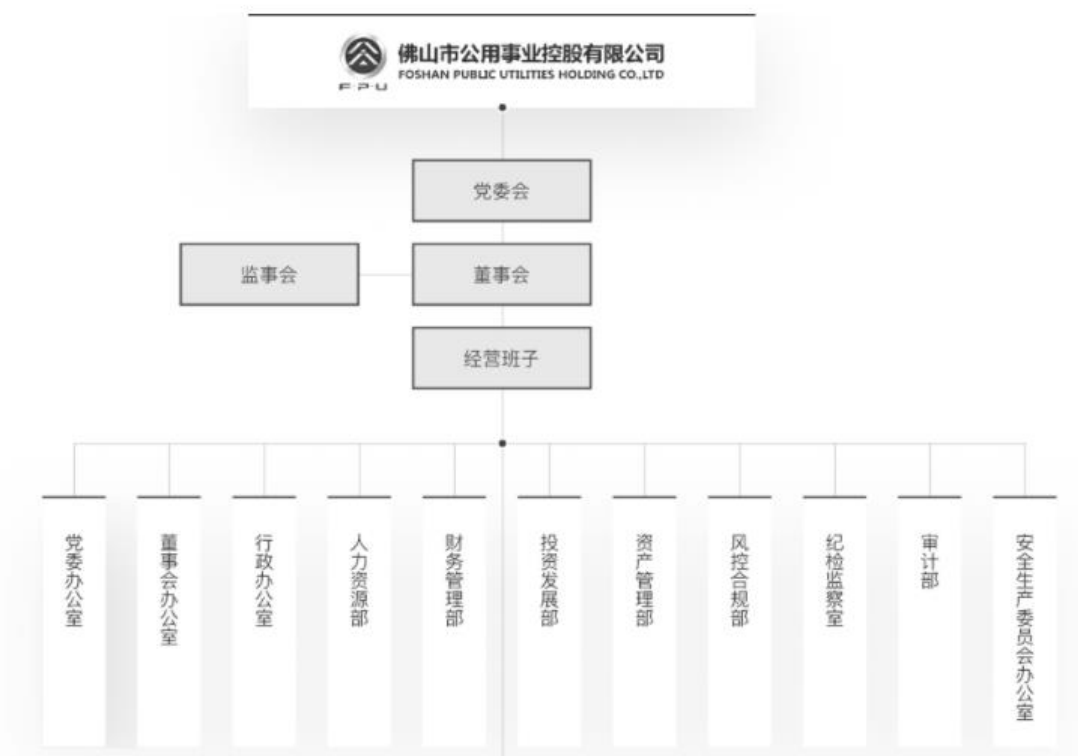 佛山市公用事业控股有限公司
FOSHAN PUBLIC UTILITIES HOLDING CO.,LTD
F·P·U
党委会
监事会
董事会
经营班子
党委办公室
董事会办公室
行政办公室
人力资源部
财务管理部
投资发展部
资产管理部
风控合规部
纪检监察室
审计部
安全生产委员会办公室